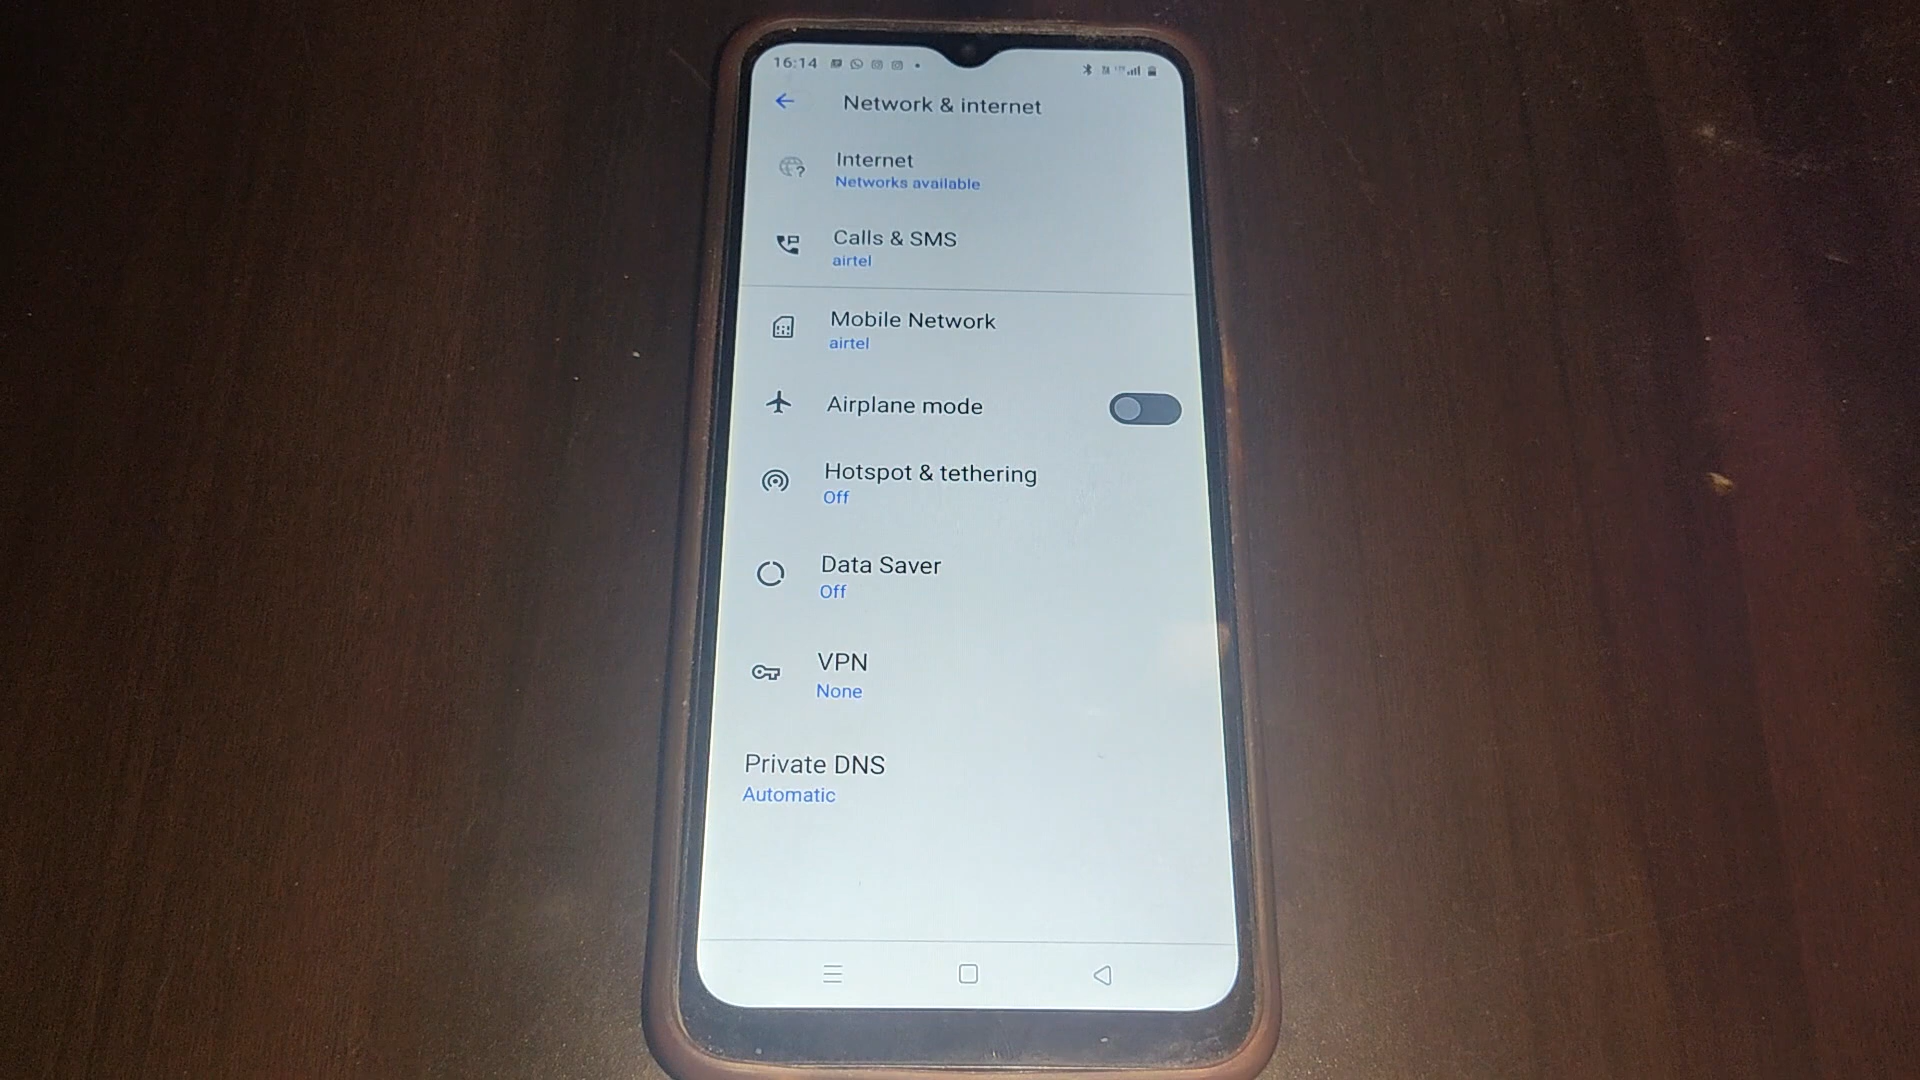 16:14
Network & internet
Internet
Networks available
Calls & SMS
airtel
Mobile Network
airtel
Airplane mode
Hotspot & tethering
Off
Data Saver
Off
VPN
None
Private DNS
Automatic